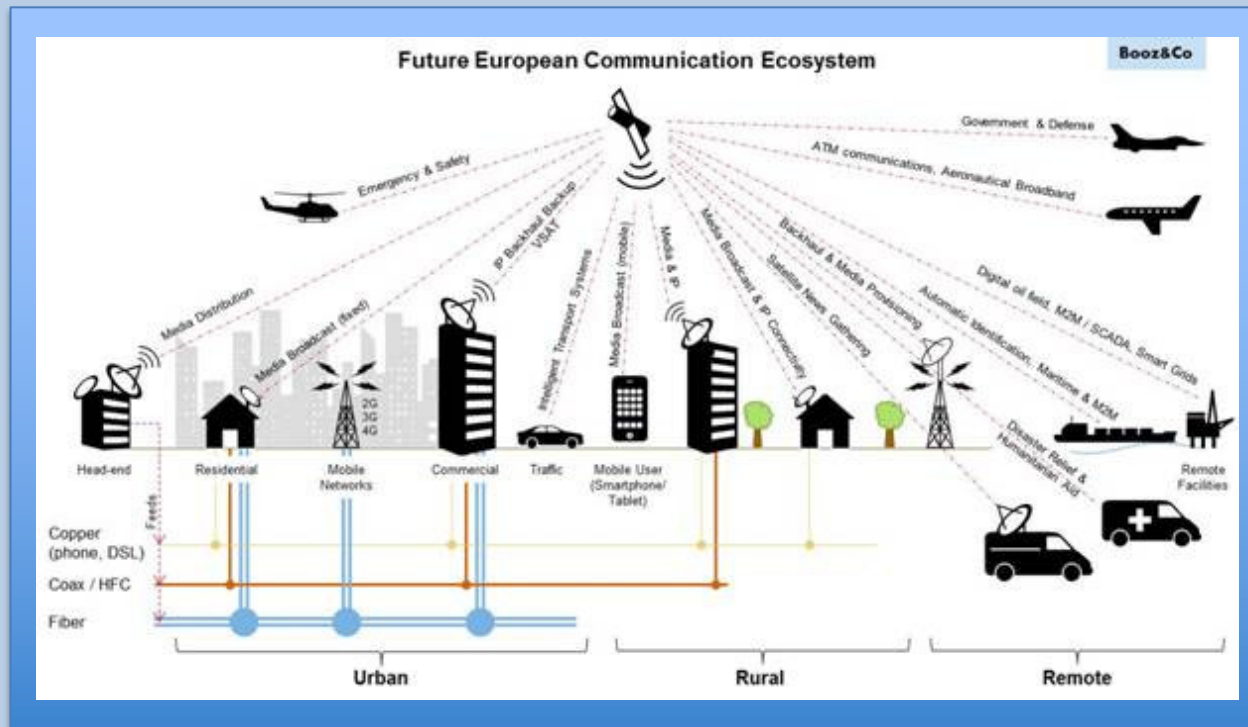 Future European Communication Ecosystem
Booz&Co
Government & Defense
ATM communications, Aeronautical Broadband
Emergency & Safety
IP Backhaul Backup
VSAT
Media Distribution
Media Broadcast (fixed)
Intelligent Transport Systems
Media Broadcast (mobile)
Media & IP
Media Broadcast & IP Connectivity
Satellite News Gathering
Backhaul & Media Provisioning
Automatic Identification, Maritime & M2M
Digital oil field, M2M / SCADA, Smart Grids
Disaster Relief &
Humanitarian Aid
2G
3G
4G
Head-end
Residential
Mobile
Networks
Commercial
Traffic
Mobile User
(Smartphone/
Tablet)
Remote
Facilities
Feeds
Copper
(phone, DSL)
Coax / HFC
Fiber
Urban
Rural
Remote